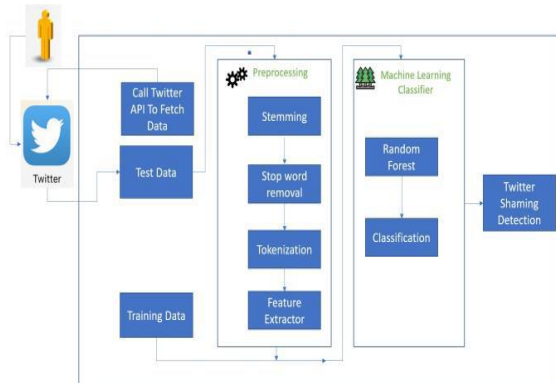 Twitter
Call Twitter
API To Fetch
Data
Test Data
Training Data
Preprocessing
Stemming
Stop word
removal
Tokenization
Feature
Extractor
Machine Learning
Classifier
Random
Forest
Classification
Twitter
Shaming
Detection